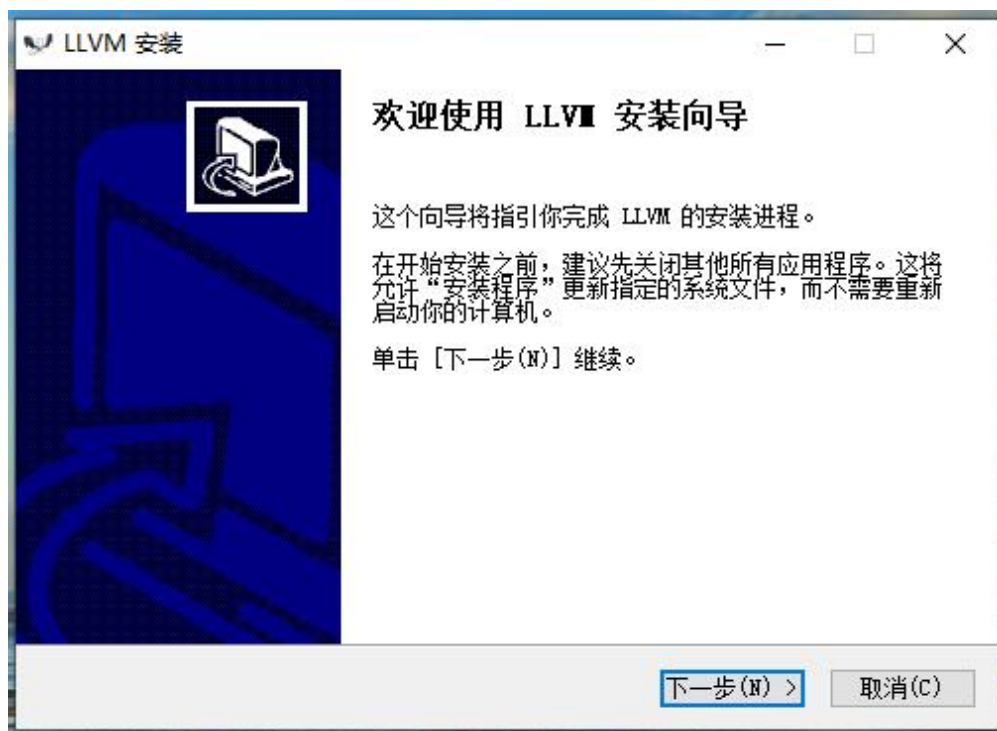 LLVM 安装
欢迎使用 LLVM 安装向导
这个向导将指引你完成 LLVM 的安装进程。
在开始安装之前，建议先关闭其他所有应用程序。这将
允许“安装程序”更新指定的系统文件，而不需要重新
启动你的计算机。
单击 [下一步(N)] 继续。
下一步(N) >
取消(C)